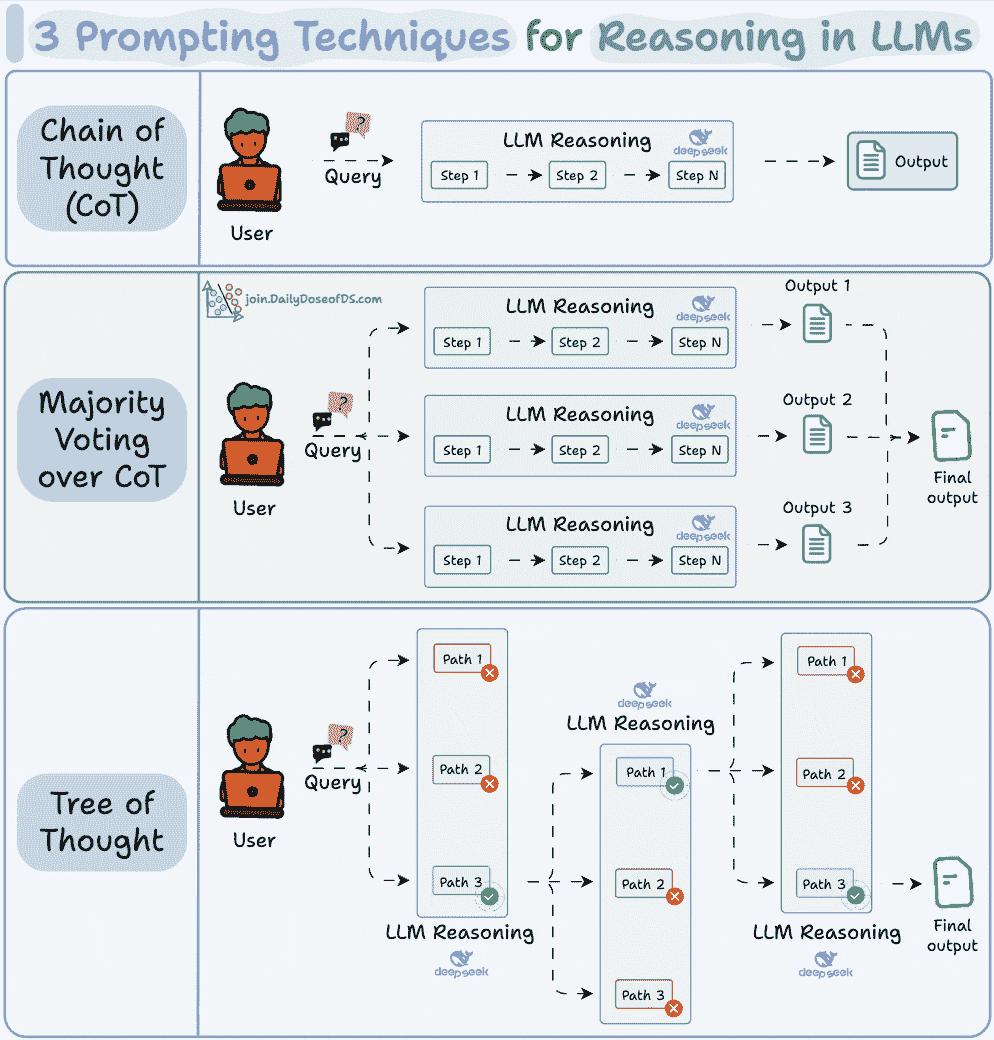 3 Prompting Techniques for Reasoning in LLMs
Chain of
Thought
(CoT)
User
?
Query
LLM Reasoning
deepseek
Step 1
Step 2
Step N
Output
join.DailyDoseofDS.com
Majority
Voting
over CoT
User
?
Query
LLM Reasoning
deepseek
Step 1
Step 2
Step N
Output 1
LLM Reasoning
deepseek
Step 1
Step 2
Step N
Output 2
LLM Reasoning
deepseek
Step 1
Step 2
Step N
Output 3
Final
output
Tree of
Thought
User
?
Query
Path 1
Path 2
Path 3
LLM Reasoning
deepseek
deepseek
LLM Reasoning
Path 1
Path 2
Path 3
Path 1
Path 2
Path 3
LLM Reasoning
deepseek
Final
output